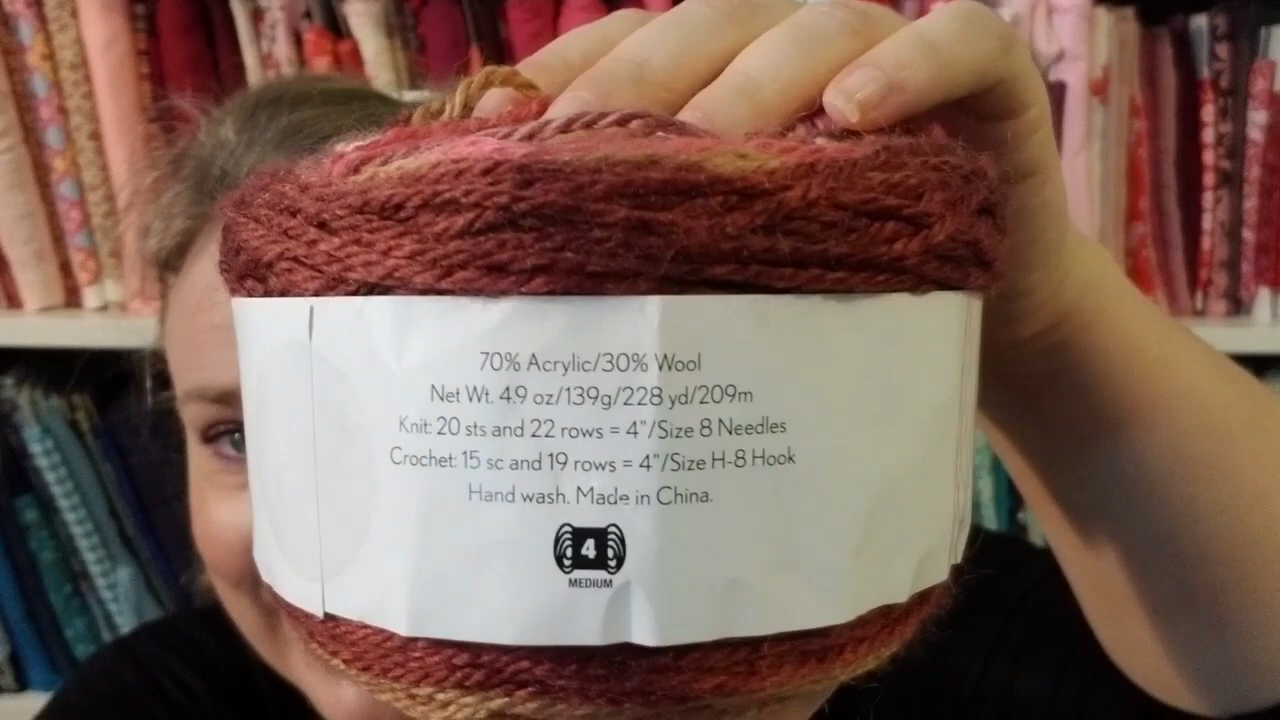 70% Acrylic/30% Wool
Net Wt. 4.9 oz/139g/228 yd/209m
Knit: 20 sts and 22 rows = 4"/Size 8 Needles
Crochet: 15 sc and 19 rows = 4"/Size H-8 Hook
Hand wash. Made in China.
4
MEDIUM